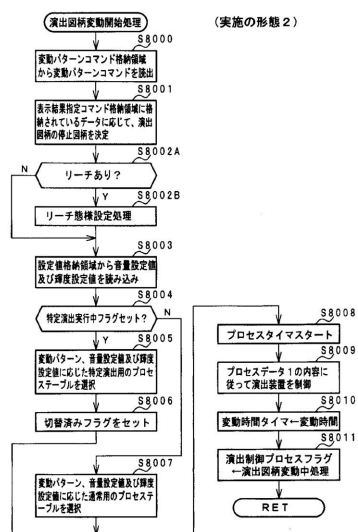 演出図柄変動開始処理
(実施の形態2)
S8000
変動パターンコマンド格納領域
から変動パターンコマンドを読出
S8001
表示結果指定コマンド格納領域に格
納されているデータに応じて、演出
図柄の停止図柄を決定
S8002A
N
リーチあり?
Y
S8002B
リーチ態様設定処理
S8003
設定値格納領域から音量設定値
及び輝度設定値を読み込み
S8004
特定演出実行中フラグセット?
N
Y
S8005
変動パターン、音量設定値及び輝度
設定値に応じた特定演出用のプロセ
ステーブルを選択
S8006
切替済みフラグをセット
S8007
変動パターン、音量設定値及び輝度
設定値に応じた通常用のプロセステ
ーブルを選択
S8008
プロセスタイマスタート
S8009
プロセスデータ1の内容に
従って演出装置を制御
S8010
変動時間タイマ←変動時間
S8011
演出制御プロセスフラグ
←演出図柄変動中処理
RET